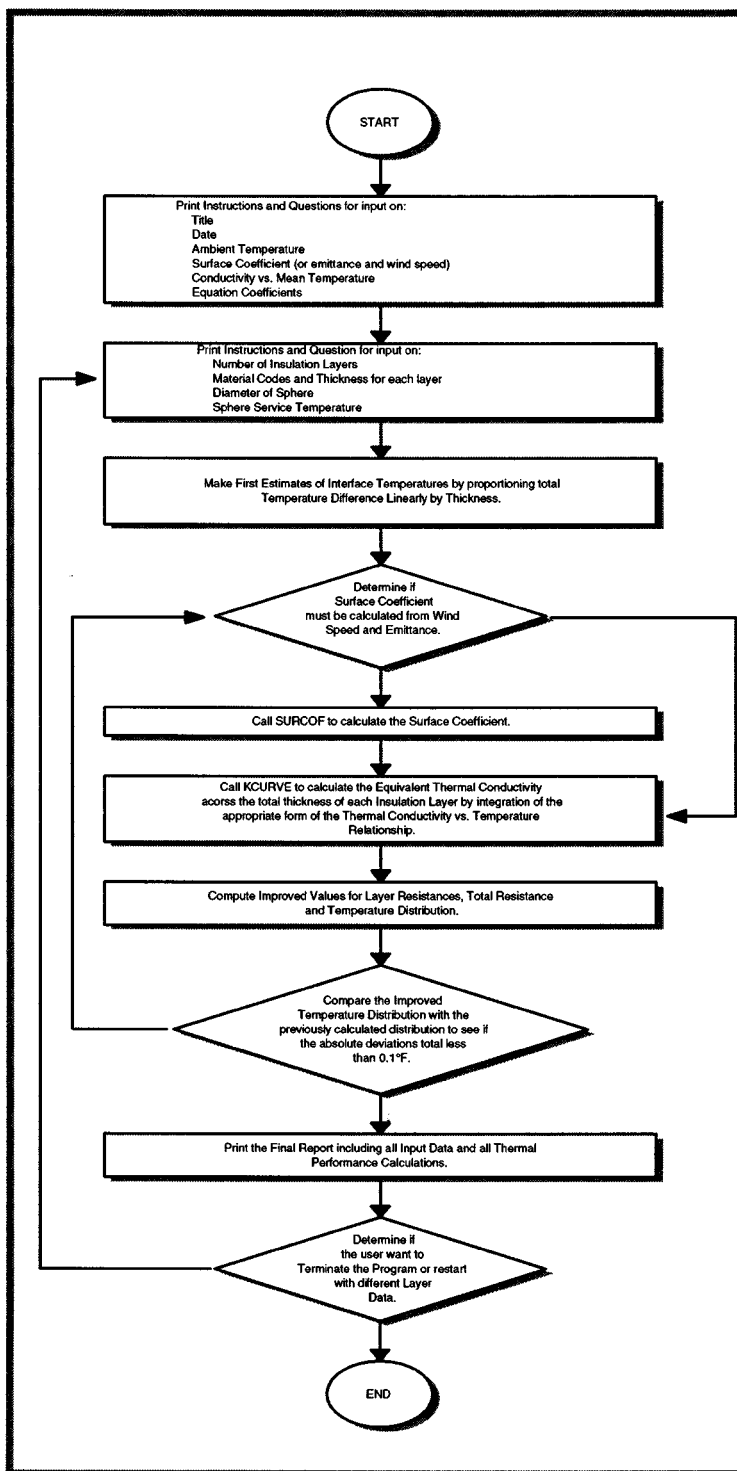 START
Print Instructions and Questions for input on:
Title
Date
Ambient Temperature
Surface Coefficient (or emittance and wind speed)
Conductivity vs. Mean Temperature
Equation Coefficients
Print Instructions and Question for input on:
Number of Insulation Layers
Material Codes and Thickness for each layer
Diameter of Sphere
Sphere Service Temperature
Make First Estimates of Interface Temperatures by proportioning total
Temperature Difference Linearly by Thickness.
Determine if
Surface Coefficient
must be calculated from Wind
Speed and Emittance.
Call SURCOF to calculate the Surface Coefficient.
Call KCURVE to calculate the Equivalent Thermal Conductivity
acorss the total thickness of each Insulation Layer by integration of the
appropriate form of the Thermal Conductivity vs. Temperature
Relationship.
Compute Improved Values for Layer Resistances, Total Resistance
and Temperature Distribution.
Compare the Improved
Temperature Distribution with the
previously calculated distribution to see if
the absolute deviations total less
than 0.1°F.
Print the Final Report including all Input Data and all Thermal
Performance Calculations.
Determine if
the user want to
Terminate the Program or restart
with different Layer
Data.
END